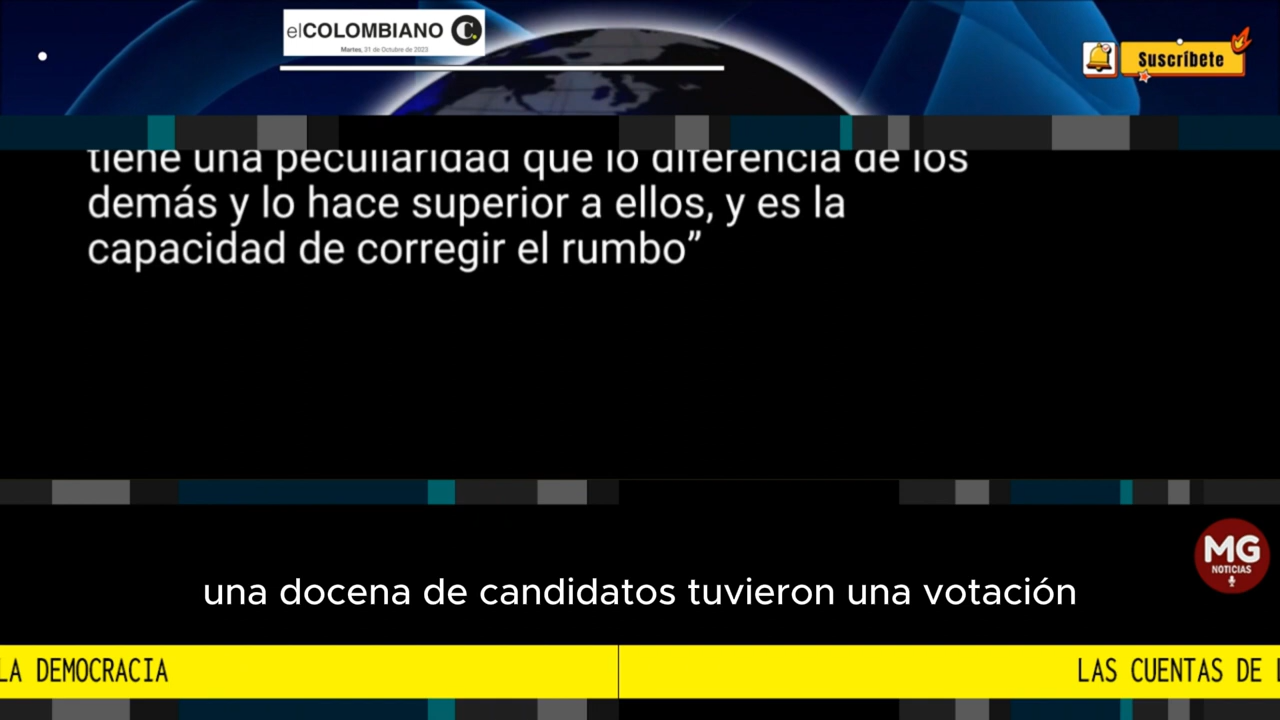 elCOLOMBIANO
Martes, 31 de Octubre de 2023
Suscríbete
tiene una peculiaridad que lo diferencia de los
demás y lo hace superior a ellos, y es la
capacidad de corregir el rumbo”
MG
NOTICIAS
una docena de candidatos tuvieron una votación
LA DEMOCRACIA
LAS CUENTAS DE